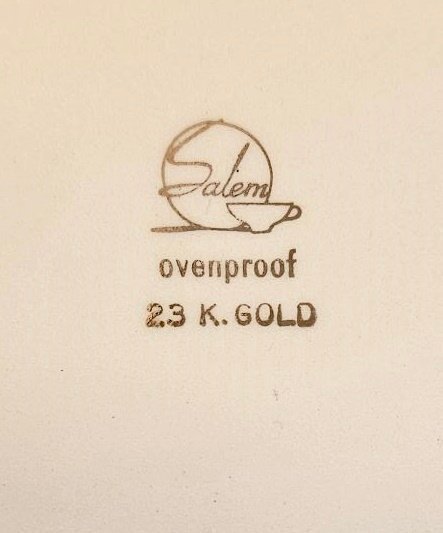 Salem
ovenproof
23 K. GOLD